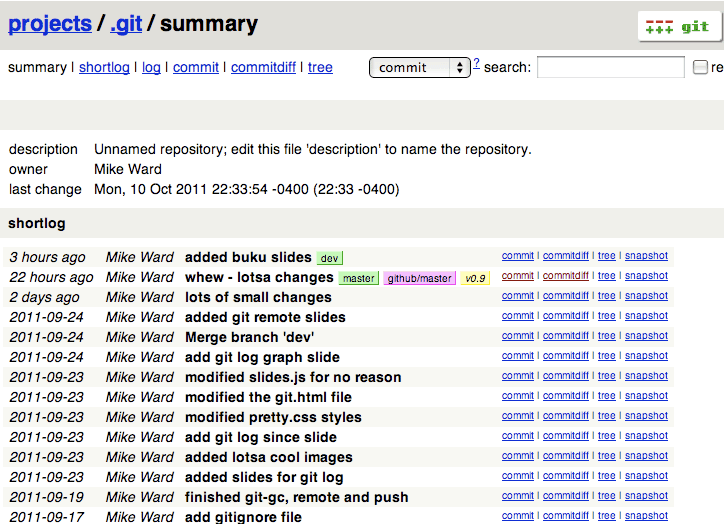 projects / .git / summary
git
summary | shortlog | log | commit | commitdiff | tree commit ? search: re
description Unnamed repository; edit this file 'description' to name the repository.
owner Mike Ward
last change Mon, 10 Oct 2011 22:33:54 -0400 (22:33 -0400)
shortlog
3 hours ago Mike Ward added buku slides dev commit | commitdiff | tree | snapshot
22 hours ago Mike Ward whew - lotsa changes master github/master v0.9 commit | commitdiff | tree | snapshot
2 days ago Mike Ward lots of small changes commit | commitdiff | tree | snapshot
2011-09-24 Mike Ward added git remote slides commit | commitdiff | tree | snapshot
2011-09-24 Mike Ward Merge branch 'dev' commit | commitdiff | tree | snapshot
2011-09-24 Mike Ward add git log graph slide commit | commitdiff | tree | snapshot
2011-09-23 Mike Ward modified slides.js for no reason commit | commitdiff | tree | snapshot
2011-09-23 Mike Ward modified the git.html file commit | commitdiff | tree | snapshot
2011-09-23 Mike Ward modified pretty.css styles commit | commitdiff | tree | snapshot
2011-09-23 Mike Ward add git log since slide commit | commitdiff | tree | snapshot
2011-09-23 Mike Ward added lotsa cool images commit | commitdiff | tree | snapshot
2011-09-23 Mike Ward added slides for git log commit | commitdiff | tree | snapshot
2011-09-19 Mike Ward finished git-gc, remote and push commit | commitdiff | tree | snapshot
2011-09-17 Mike Ward add gitignore file commit | commitdiff | tree | snapshot